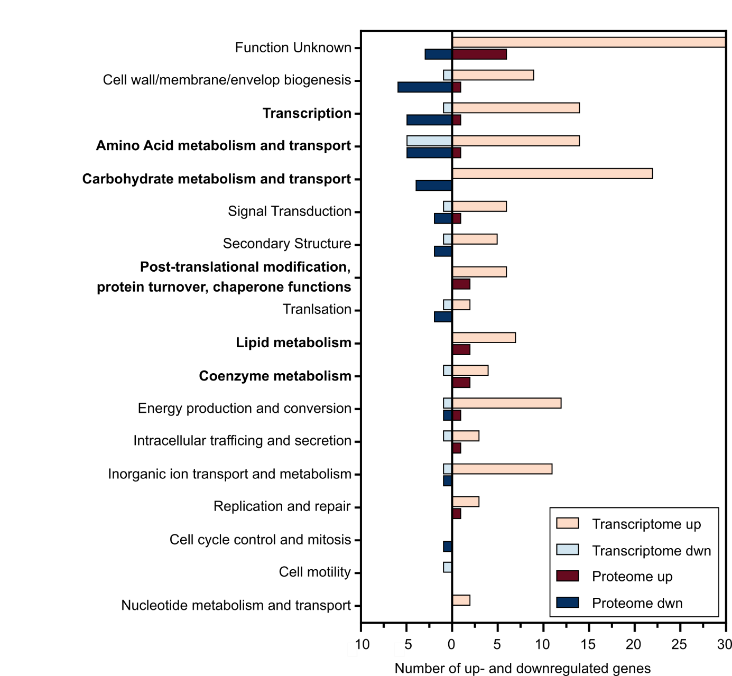 Function Unknown
Cell wall/membrane/envelop biogenesis
Transcription
Amino Acid metabolism and transport
Carbohydrate metabolism and transport
Signal Transduction
Secondary Structure
Post-translational modification,
protein turnover, chaperone functions
Tranlsation
Lipid metabolism
Coenzyme metabolism
Energy production and conversion
Intracellular trafficing and secretion
Inorganic ion transport and metabolism
Replication and repair
Cell cycle control and mitosis
Cell motility
Nucleotide metabolism and transport
Transcriptome up
Transcriptome dwn
Proteome up
Proteome dwn
10 5 0 5 10 15 20 25 30
Number of up- and downregulated genes